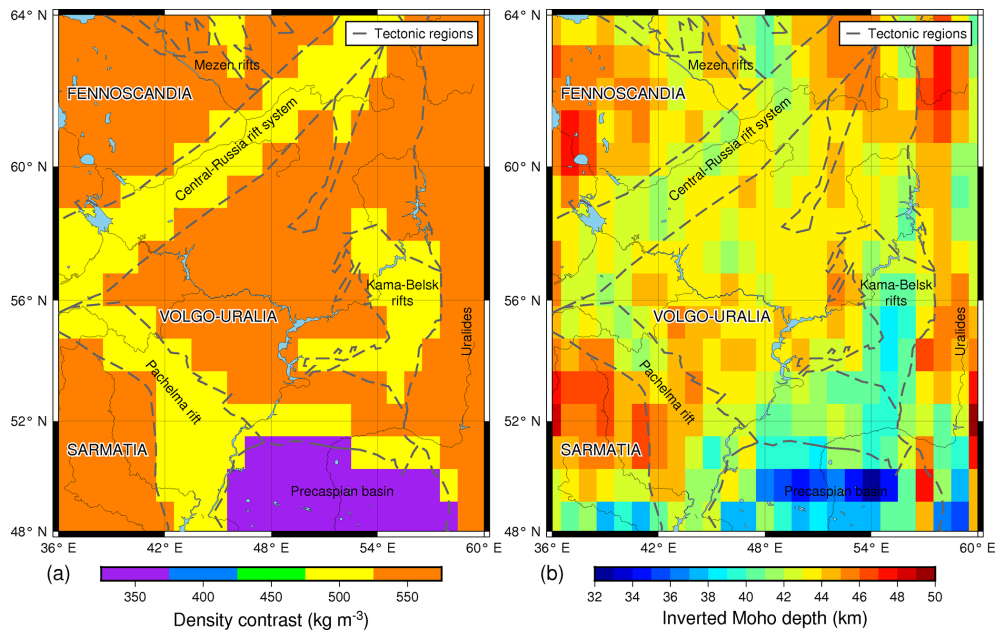 64° N
60° N
56° N
52° N
48° N
36° E
42° E
48° E
54° E
60° E
Tectonic regions
Mezen rifts
FENNOSCANDIA
Central-Russia rift system
Kama-Belsk
rifts
VOLGO-URALIA
Uralides
Pachelma rift
SARMATIA
Precaspian basin
(a)
350
400
450
500
550
Density contrast (kg m-3)
64° N
60° N
56° N
52° N
48° N
36° E
42° E
48° E
54° E
60° E
Tectonic regions
Mezen rifts
FENNOSCANDIA
Central-Russia rift system
Kama-Belsk
rifts
VOLGO-URALIA
Uralides
Pachelma rift
SARMATIA
Precaspian basin
(b)
32
34
36
38
40
42
44
46
48
50
Inverted Moho depth (km)